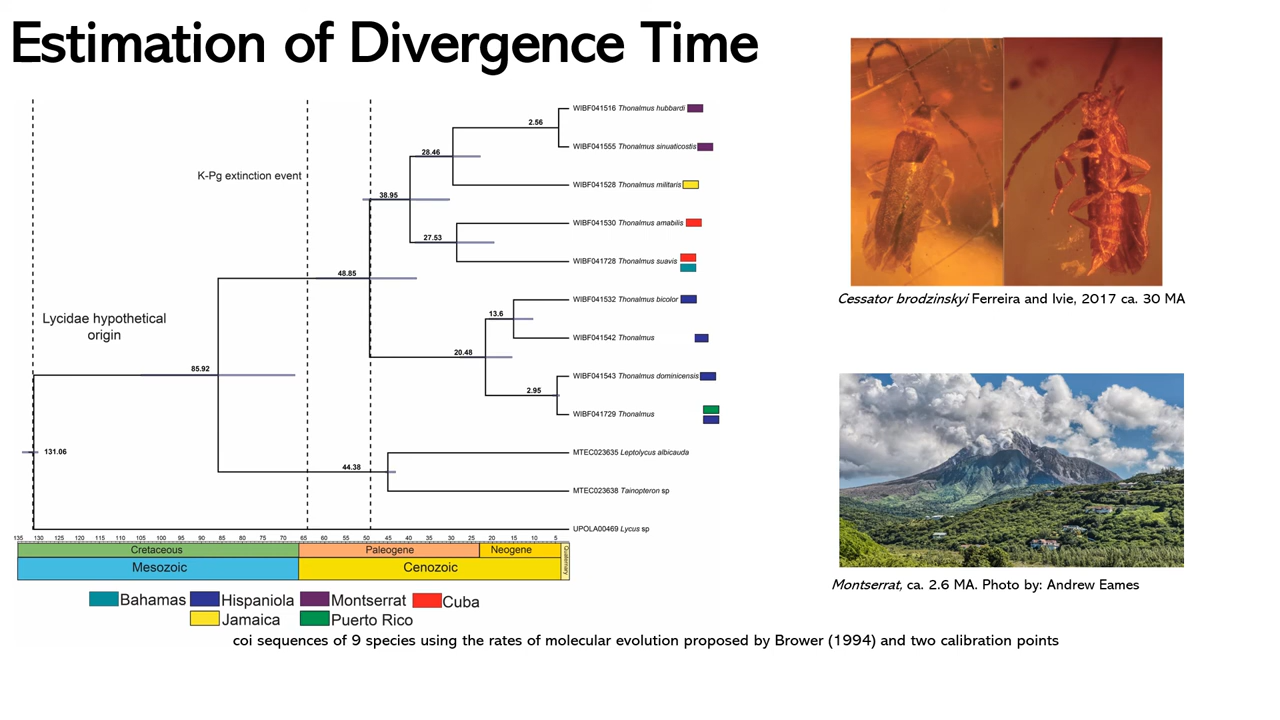 Estimation of Divergence Time
WIBF041516 Thonalmus hubbardi
2.56
WIBF041555 Thonalmus sinuaticostis
28.46
K-Pg extinction event
WIBF041528 Thonalmus militaris
38.95
WIBF041530 Thonalmus amabilis
27.53
WIBF041728 Thonalmus suavis
48.85
WIBF041532 Thonalmus bicolor
13.6
Lycidae hypothetical
origin
WIBF041542 Thonalmus
20.48
85.92
WIBF041543 Thonalmus dominicensis
2.95
WIBF041729 Thonalmus
131.06
MTEC023635 Leptolycus albicauda
44.38
MTEC023638 Tainopteron sp
UPOLA00469 Lycus sp
135 130 125 120 115 110 105 100 95 90 85 80 75 70 65 60 55 50 45 40 35 30 25 20 15 10 5
Cretaceous Paleogene Neogene Quaternary
Mesozoic Cenozoic
Bahamas Hispaniola Montserrat Cuba
Jamaica Puerto Rico
coi sequences of 9 species using the rates of molecular evolution proposed by Brower (1994) and two calibration points
Cessator brodzinskyi Ferreira and Ivie, 2017 ca. 30 MA
Montserrat, ca. 2.6 MA. Photo by: Andrew Eames